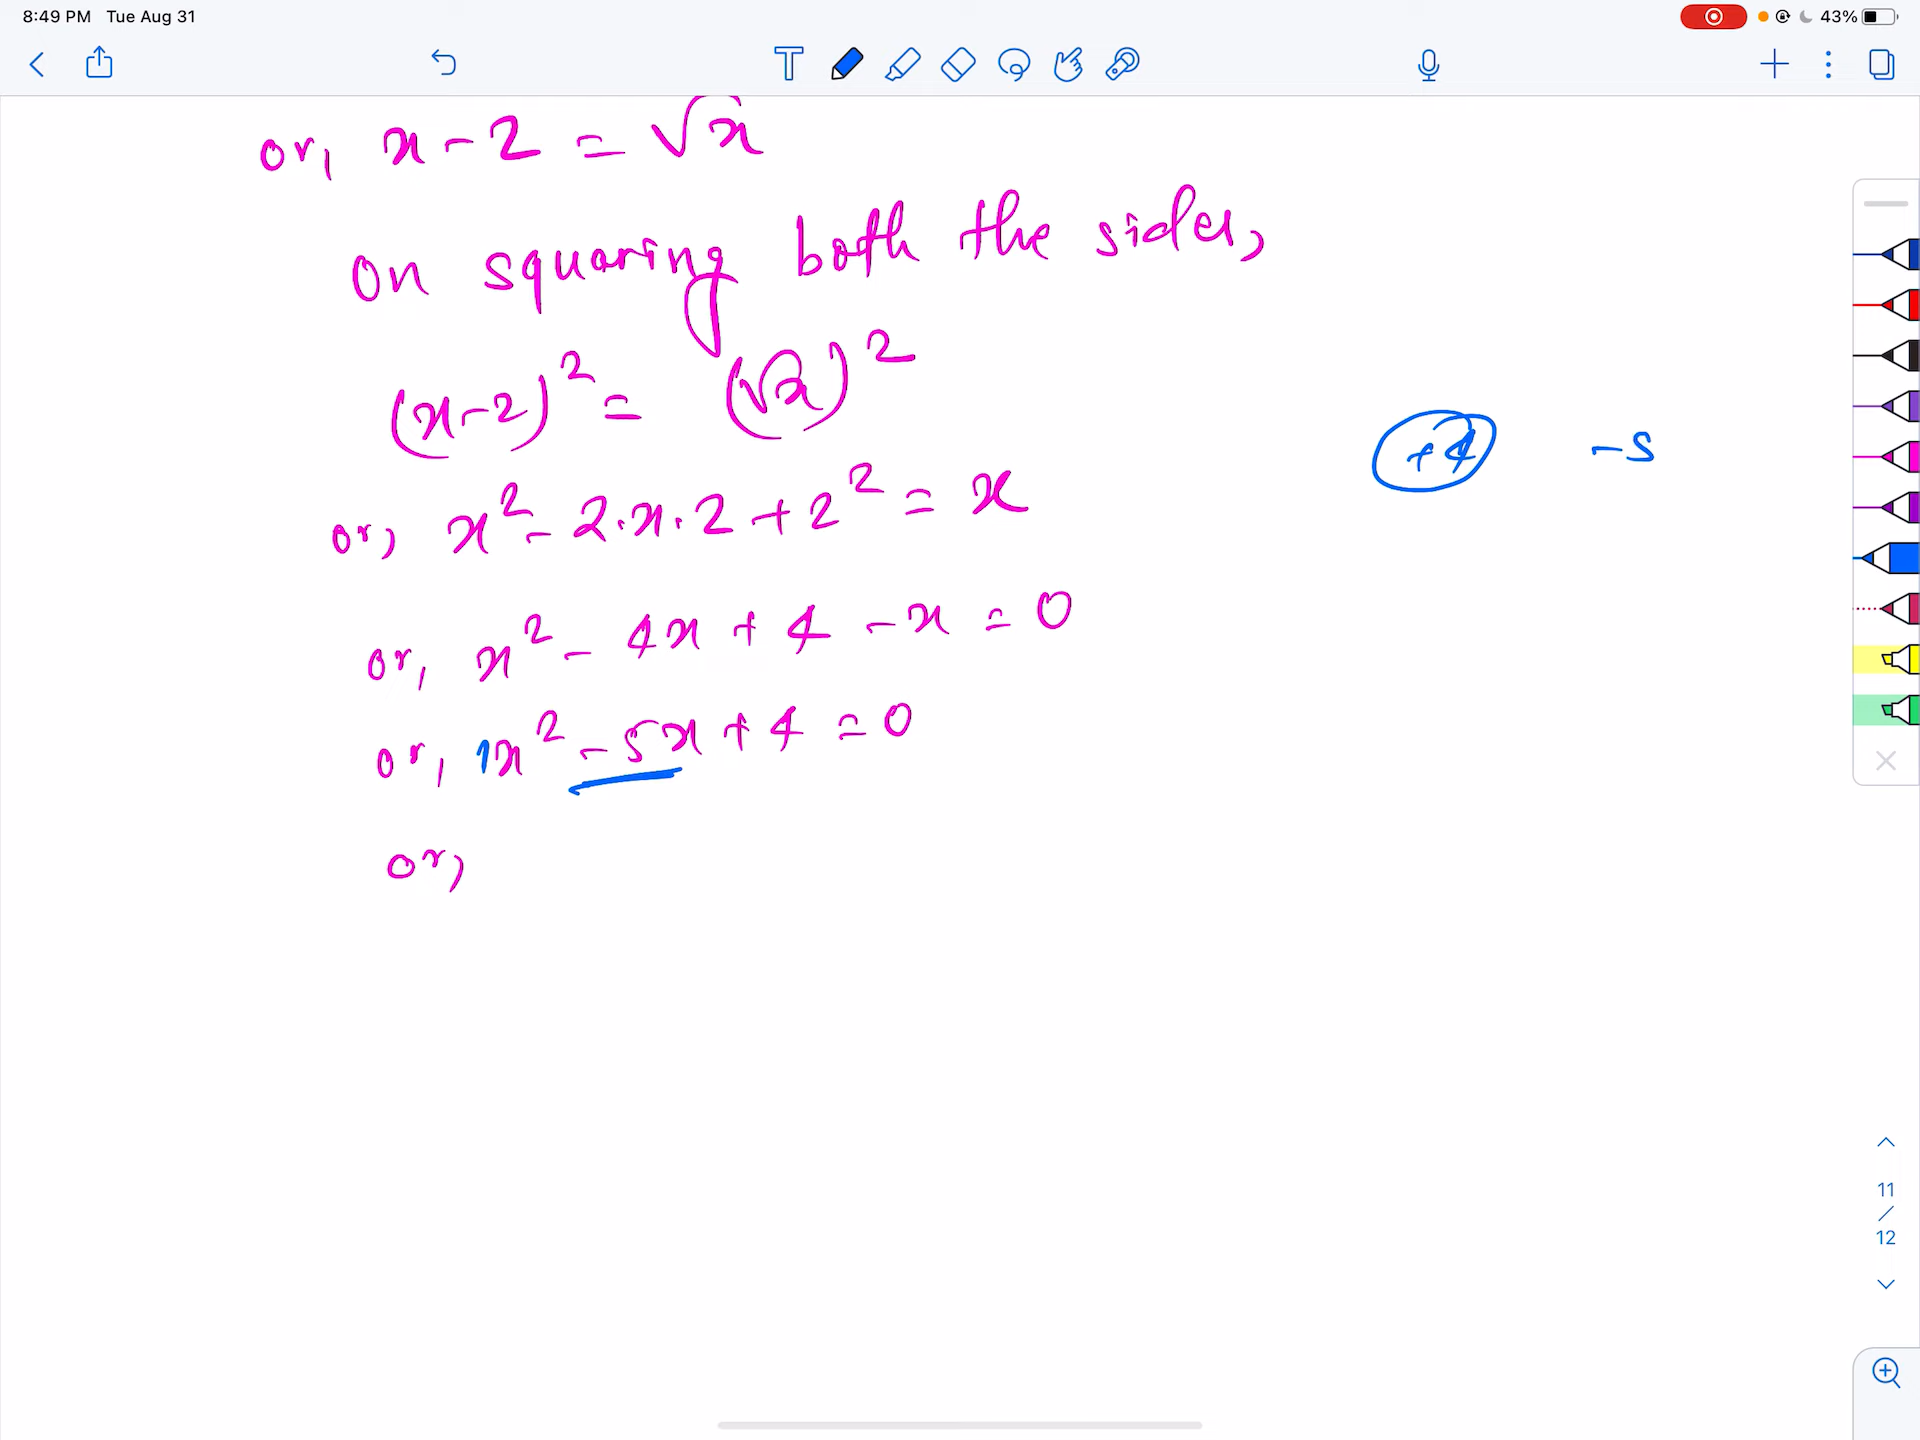 8:49 PM Tue Aug 31
43%
T
or, x - 2 = √x
On squaring both the sides,
(x-2)² = (√x)²
+4 -5
or, x² - 2·x·2 + 2² = x
or, x² - 4x + 4 - x = 0
or, 1x² - 5x + 4 = 0
or,
11
/
12